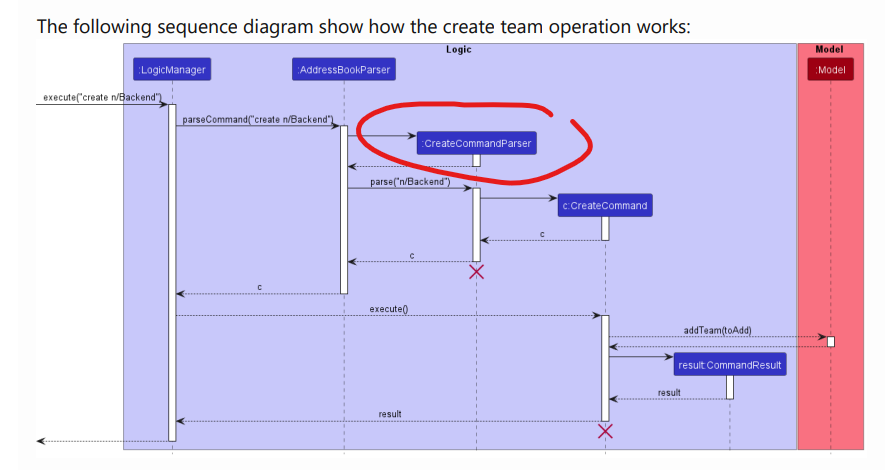 The following sequence diagram show how the create team operation works:
Logic
Model
:LogicManager
:AddressBookParser
:Model
execute("create n/Backend")
parseCommand("create n/Backend")
:CreateCommandParser
parse("n/Backend")
c:CreateCommand
c
c
c
execute()
addTeam(toAdd)
result:CommandResult
result
result